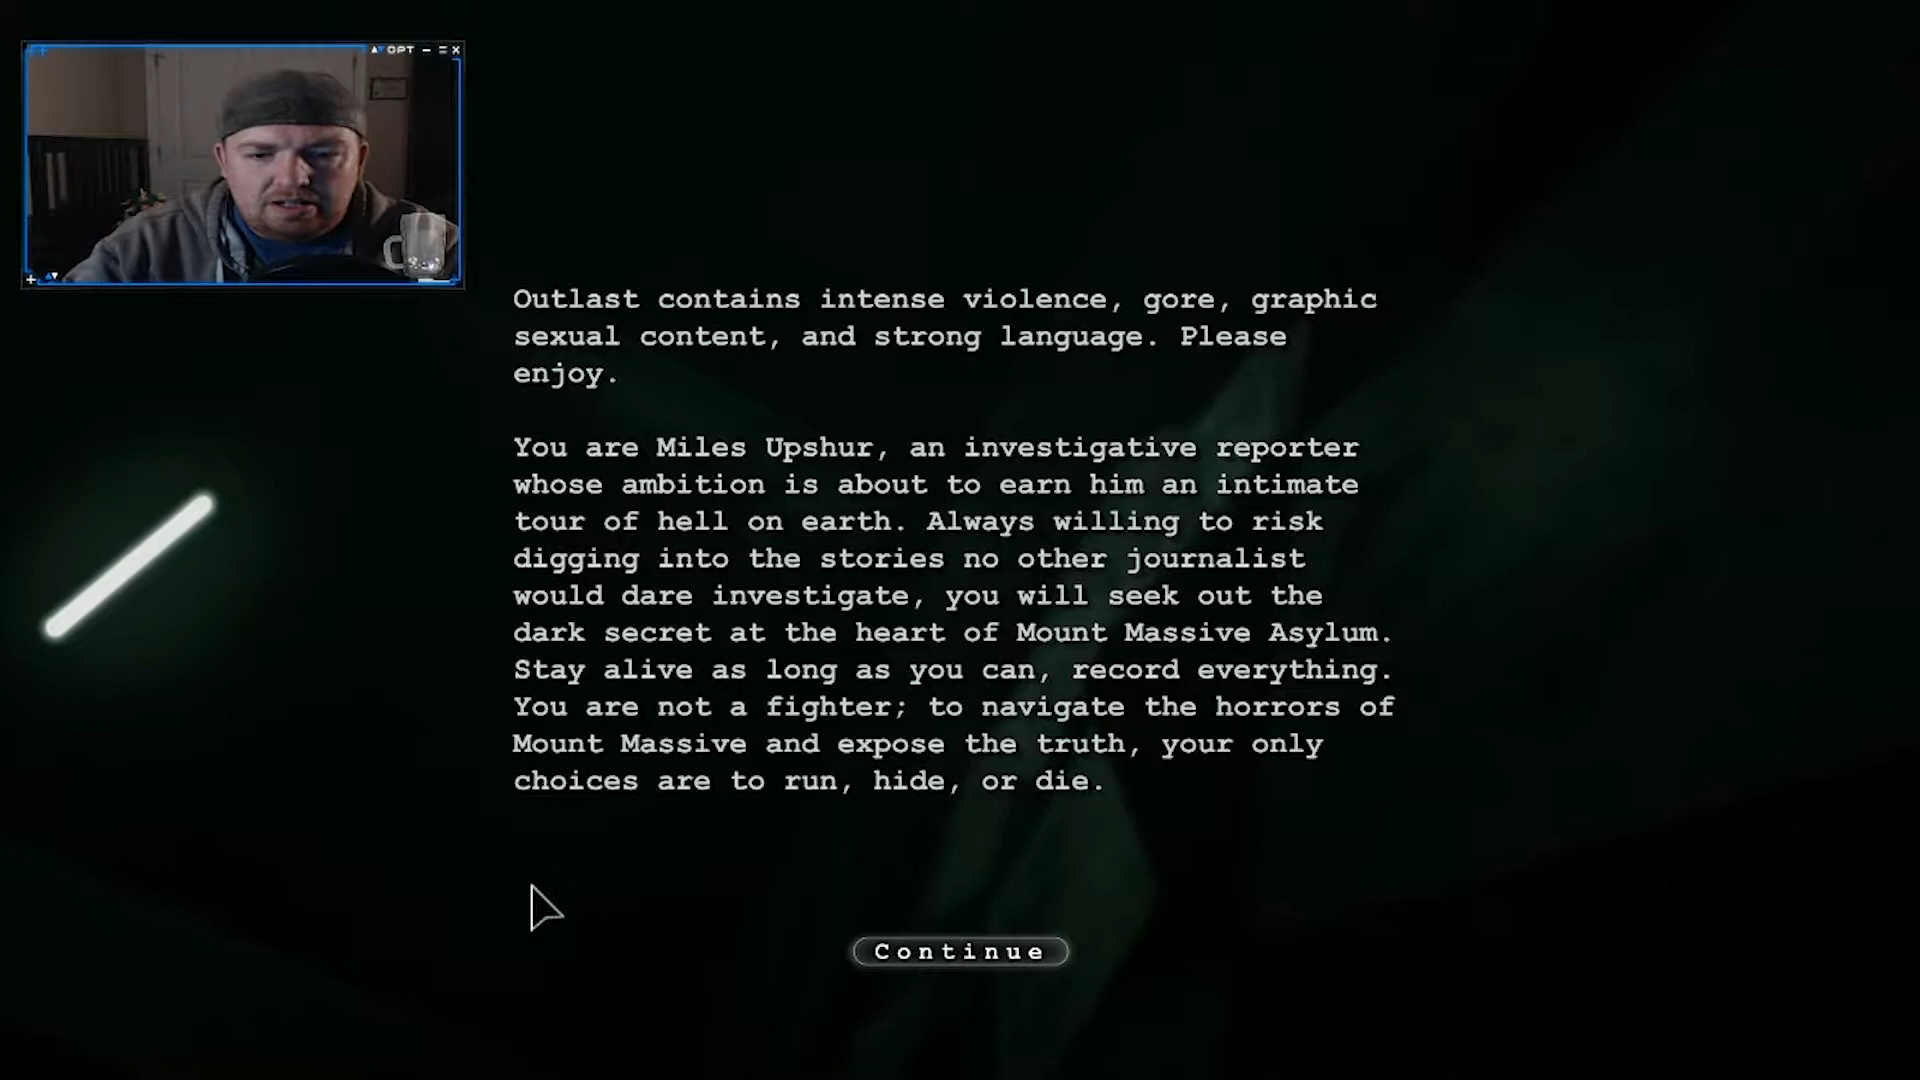 OPT
Outlast contains intense violence, gore, graphic
sexual content, and strong language. Please
enjoy.
You are Miles Upshur, an investigative reporter
whose ambition is about to earn him an intimate
tour of hell on earth. Always willing to risk
digging into the stories no other journalist
would dare investigate, you will seek out the
dark secret at the heart of Mount Massive Asylum.
Stay alive as long as you can, record everything.
You are not a fighter; to navigate the horrors of
Mount Massive and expose the truth, your only
choices are to run, hide, or die.
Continue